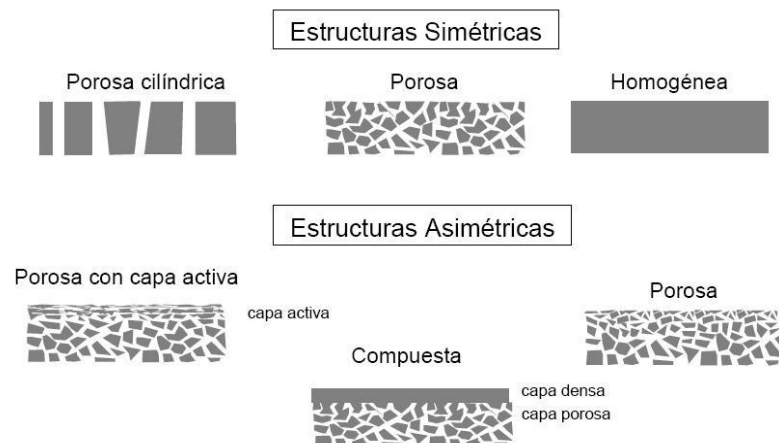 Estructuras Simétricas
Porosa cilíndrica
Porosa
Homogénea
Estructuras Asimétricas
Porosa con capa activa
capa activa
Porosa
Compuesta
capa densa
capa porosa